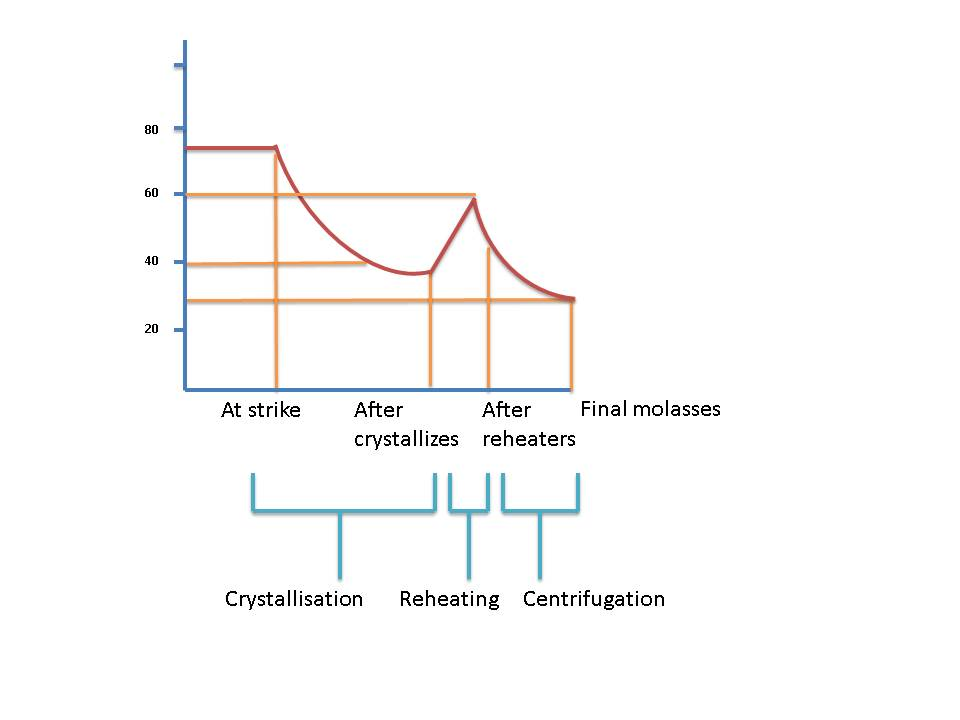 80
60
40
20
At strike
After
crystallizes
After
reheaters
Final molasses
Crystallisation
Reheating
Centrifugation